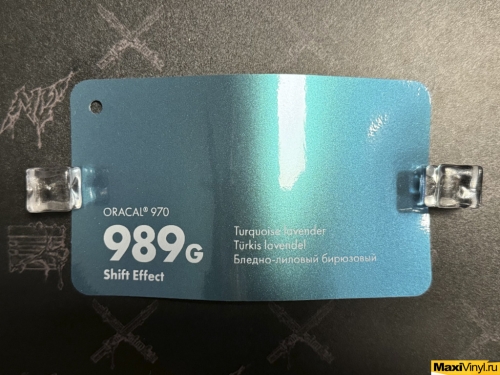 ORACAL® 970
989G
Shift Effect
Turquoise lavender
Türkis lavendel
Бледно-лиловый бирюзовый
MaxiVinyl.ru